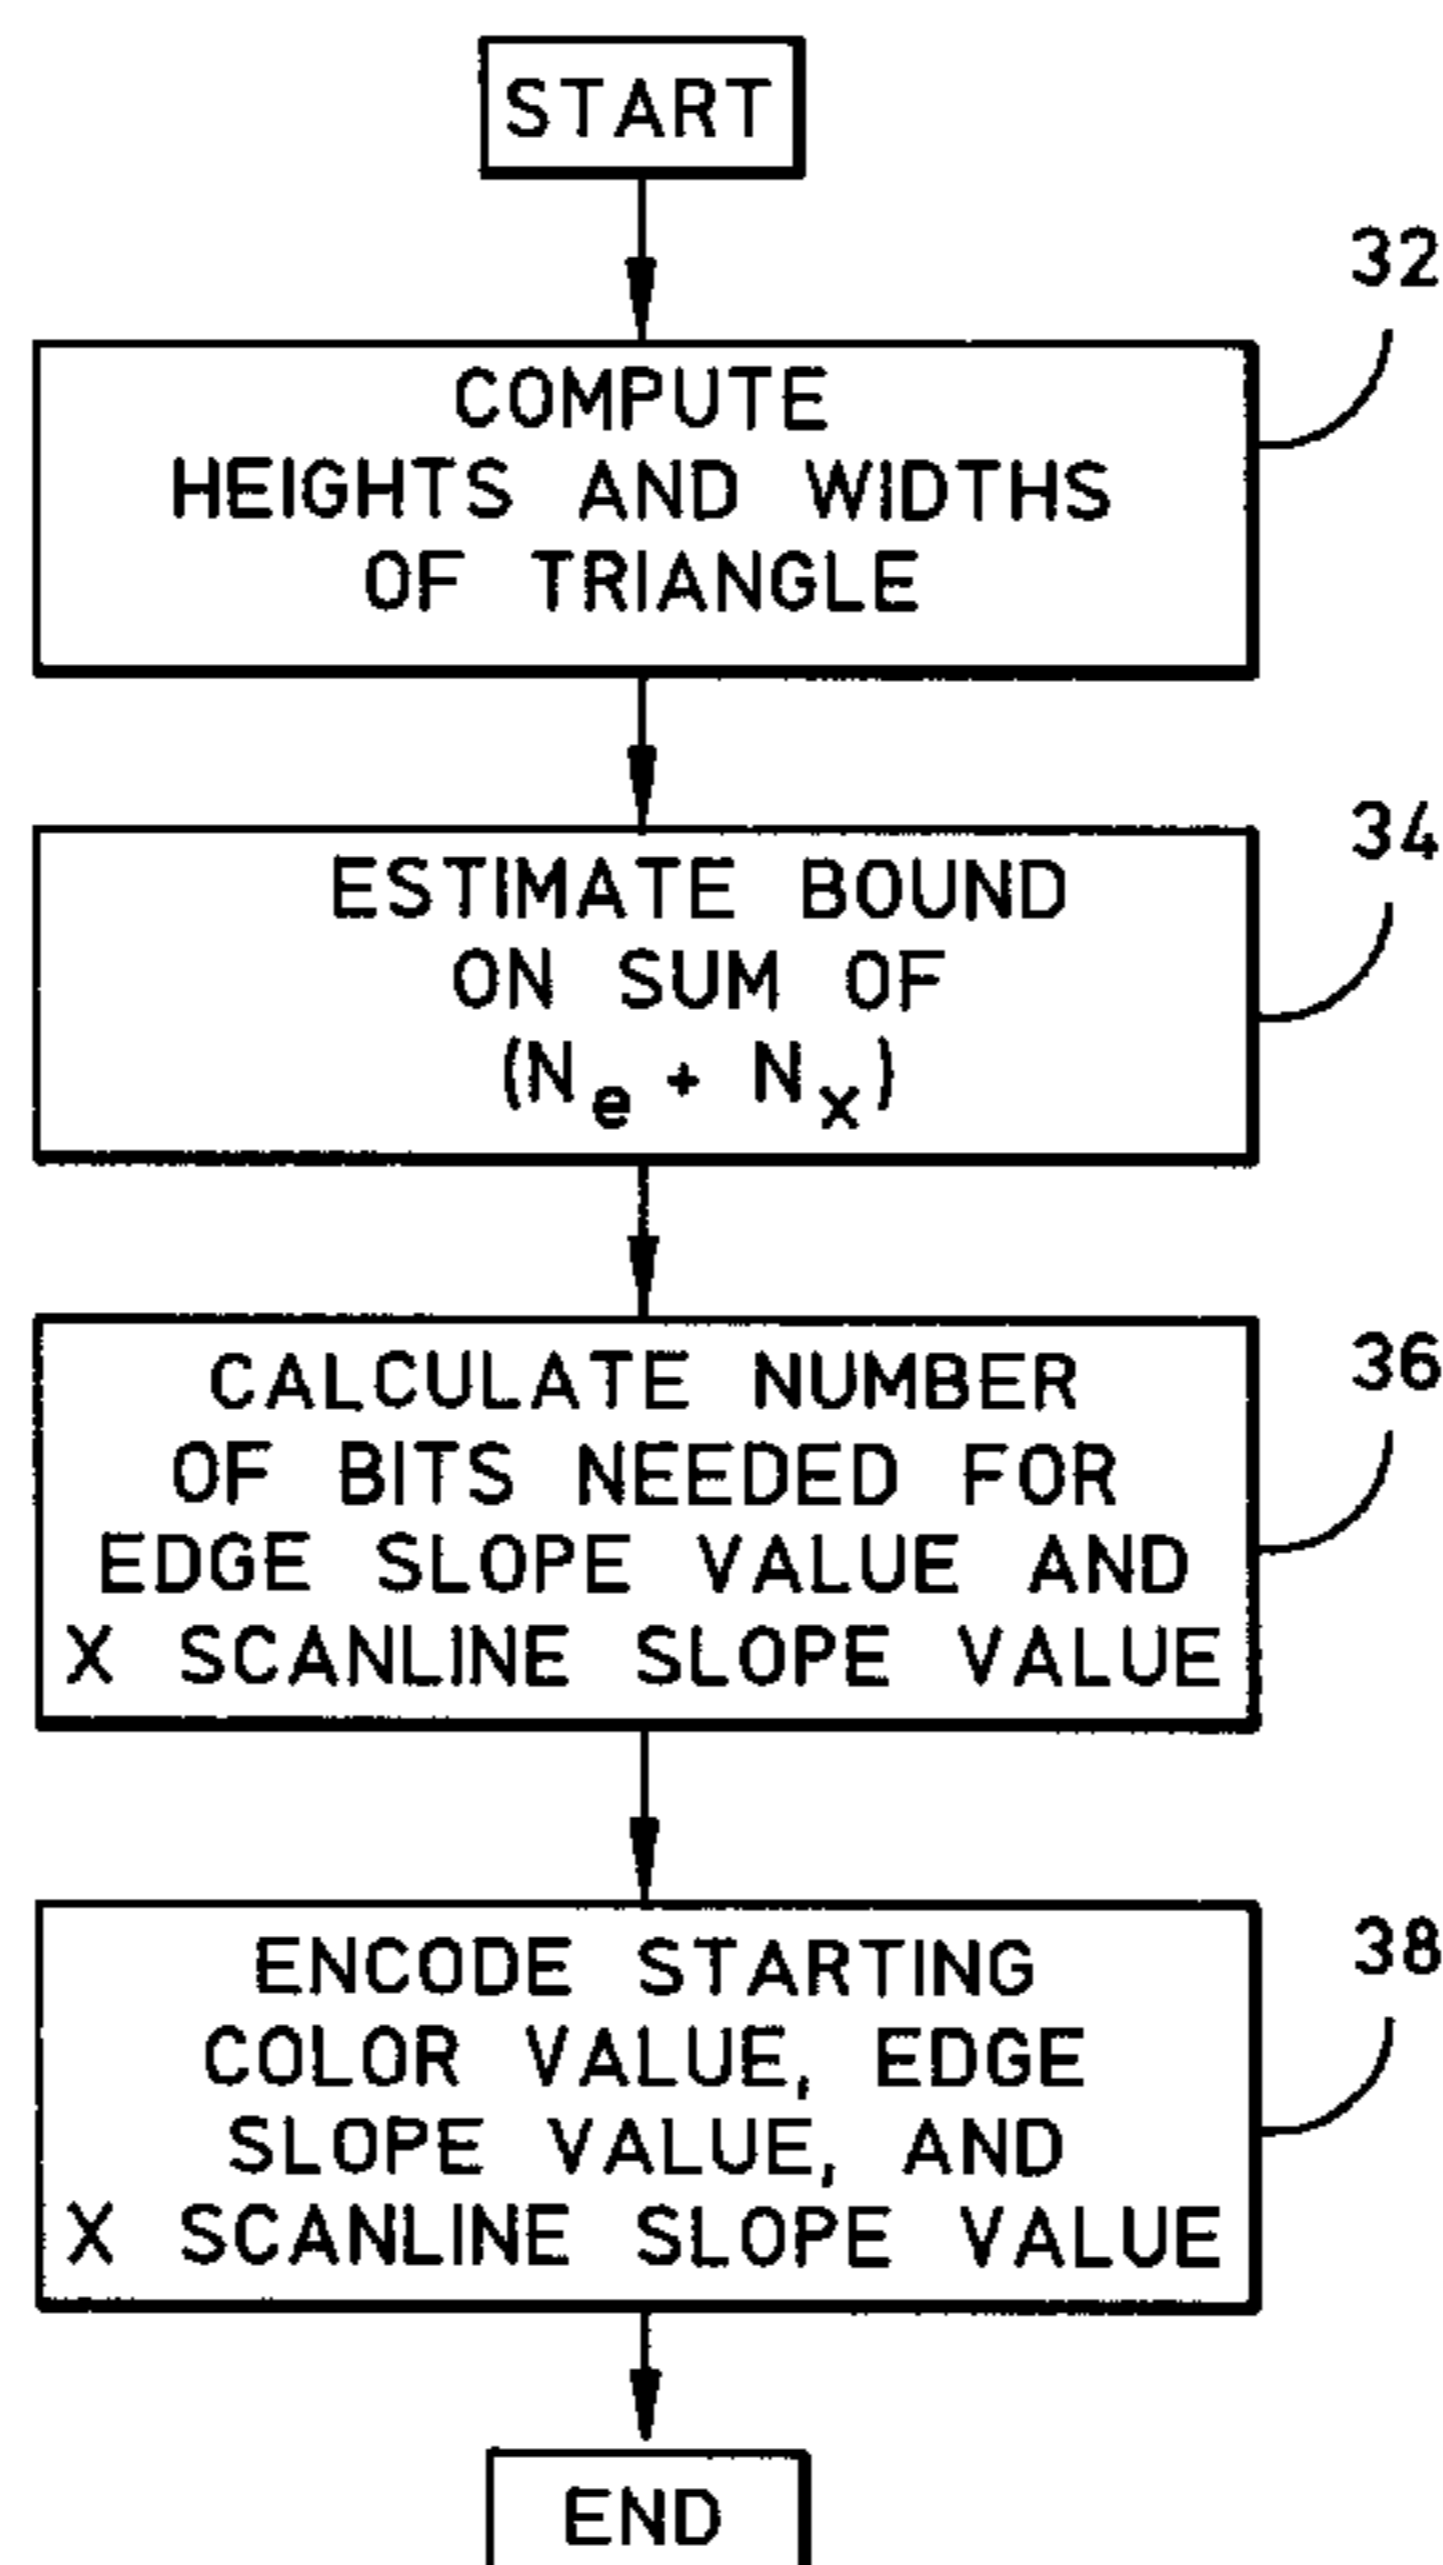 START
32
COMPUTE
HEIGHTS AND WIDTHS
OF TRIANGLE
34
ESTIMATE BOUND
ON SUM OF
(Ne + Nx)
36
CALCULATE NUMBER
OF BITS NEEDED FOR
EDGE SLOPE VALUE AND
X SCANLINE SLOPE VALUE
38
ENCODE STARTING
COLOR VALUE, EDGE
SLOPE VALUE, AND
X SCANLINE SLOPE VALUE
END